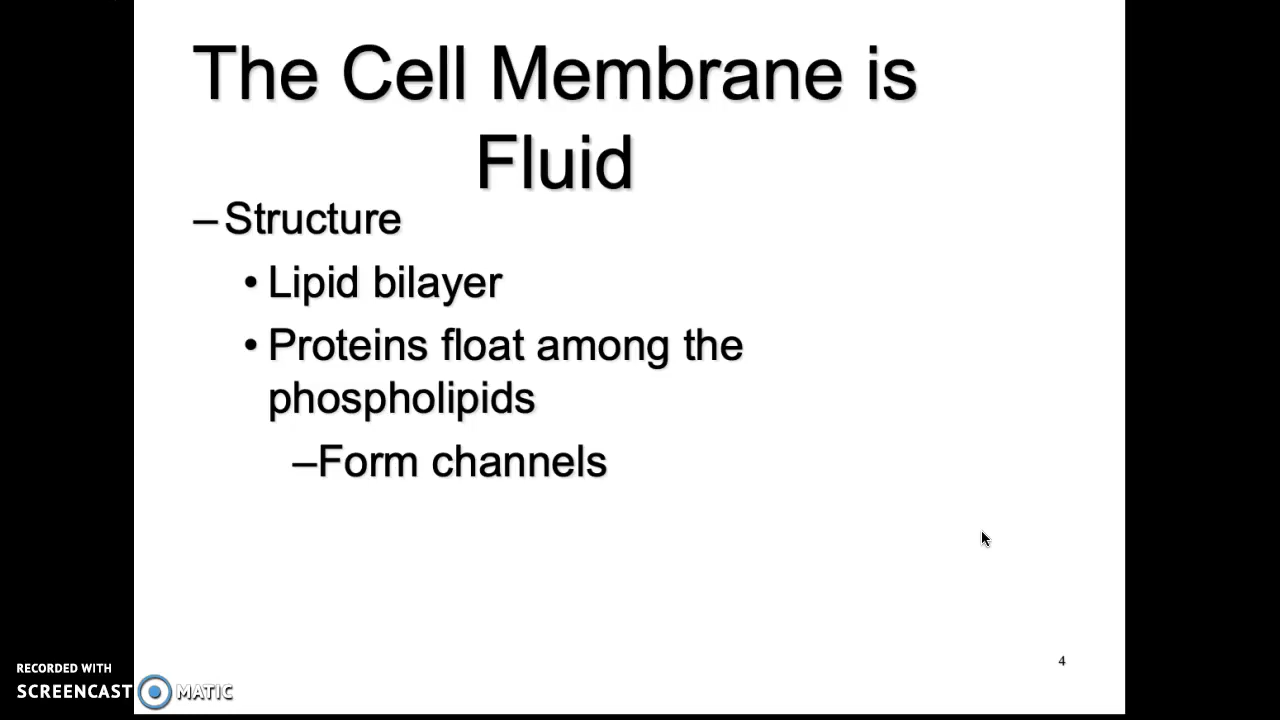 The Cell Membrane is
Fluid
– Structure
• Lipid bilayer
• Proteins float among the
phospholipids
–Form channels
4
RECORDED WITH
SCREENCAST MATIC